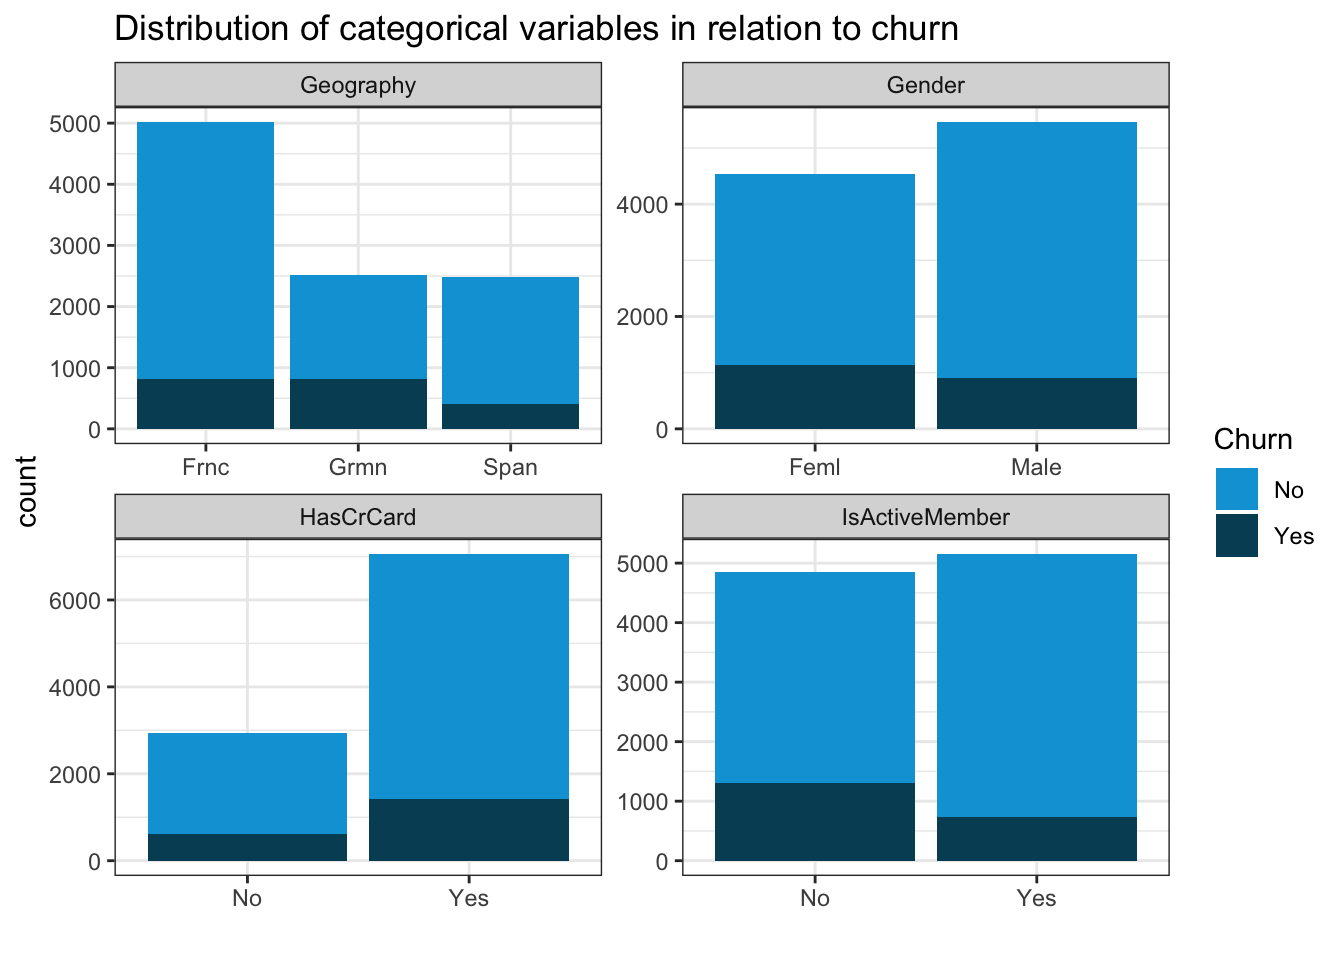 Distribution of categorical variables in relation to churn
Geography
Gender
5000
4000
3000
2000
1000
0
4000
2000
0
Frnc Grmn Span
Feml Male
count
HasCrCard
IsActiveMember
6000
4000
2000
0
5000
4000
3000
2000
1000
0
No Yes
No Yes
Churn
No
Yes